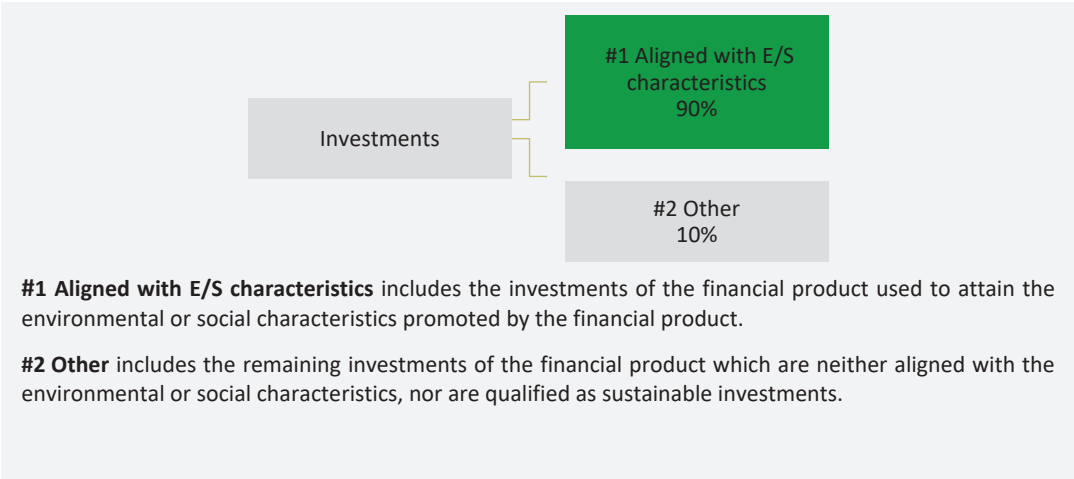 #1 Aligned with E/S
characteristics
90%
Investments
#2 Other
10%
#1 Aligned with E/S characteristics includes the investments of the financial product used to attain the
environmental or social characteristics promoted by the financial product.
#2 Other includes the remaining investments of the financial product which are neither aligned with the
environmental or social characteristics, nor are qualified as sustainable investments.